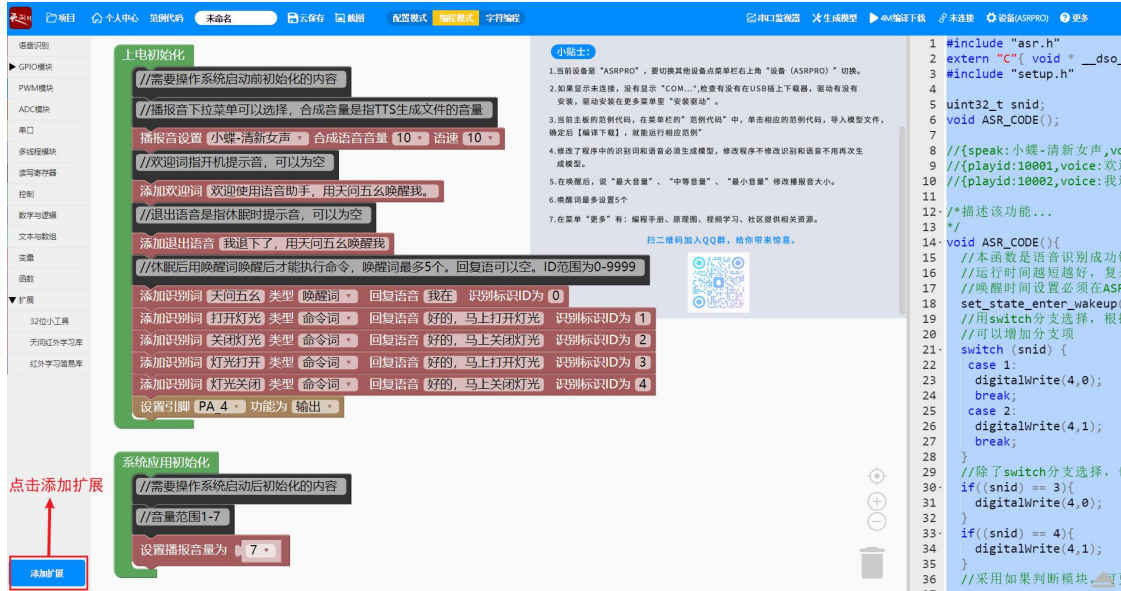 项目 个人中心 范例代码 未命名 云保存 截图 配置模式 编程模式 字符编程 串口监视器 生成模型 4M编译下载 未连接 设备(ASRPRO) 更多
语音识别
GPIO模块
PWM模块
ADC模块
串口
多线程模块
读写寄存器
控制
数学与逻辑
文本与数组
变量
函数
扩展
32位小工具
天问红外学习库
红外学习简易库
点击添加扩展
添加扩展
上电初始化
//需要操作系统启动前初始化的内容
//播报音下拉菜单可以选择，合成音量是指TTS生成文件的音量
播报音设置 小蝶-清新女声 合成语音音量 10 语速 10
//欢迎词指开机提示音，可以为空
添加欢迎词 欢迎使用语音助手，用天问五幺唤醒我。
//退出语音是指休眠时提示音，可以为空
添加退出语音 我退下了，用天问五幺唤醒我
//休眠后用唤醒词唤醒后才能执行命令，唤醒词最多5个。回复语可以空。ID范围为0-9999
添加识别词 天问五幺 类型 唤醒词 回复语音 我在 识别标识ID为 0
添加识别词 打开灯光 类型 命令词 回复语音 好的，马上打开灯光 识别标识ID为 1
添加识别词 关闭灯光 类型 命令词 回复语音 好的，马上关闭灯光 识别标识ID为 2
添加识别词 灯光打开 类型 命令词 回复语音 好的，马上打开灯光 识别标识ID为 3
添加识别词 灯光关闭 类型 命令词 回复语音 好的，马上关闭灯光 识别标识ID为 4
设置引脚 PA_4 功能为 输出
系统应用初始化
//需要操作系统启动后初始化的内容
//音量范围1-7
设置播报音量为 7
小贴士:
1.当前设备是“ASRPRO”，要切换其他设备点菜单栏右上角“设备（ASRPRO）”切换。
2.如果显示未连接，没有显示“COM...”,检查有没有在USB插上下载器，驱动有没有
安装，驱动安装在更多菜单里“安装驱动”。
3.当前主板的范例代码，在菜单栏的”范例代码”中，单击相应的范例代码，导入模型文件，
确定后【编译下载】，就能运行相应范例”
4.修改了程序中的识别词和语音必须生成模型，修改程序不修改识别和语音不用再次生
成模型。
5.在唤醒后，说“最大音量”、“中等音量”、“最小音量”修改播报音大小。
6.唤醒词最多设置5个
7.在菜单“更多”有：编程手册、原理图、视频学习、社区提供相关资源。
扫二维码加入QQ群，给你带来惊喜。
1 #include "asr.h"
2 extern "C"{ void * __dso_
3 #include "setup.h"
4
5 uint32_t snid;
6 void ASR_CODE();
7
8 //{speak:小蝶-清新女声,vo
9 //{playid:10001,voice:欢
10 //{playid:10002,voice:我
11
12 /*描述该功能...
13 */
14 void ASR_CODE(){
15 //本函数是语音识别成功
16 //运行时间越短越好，复
17 //唤醒时间设置必须在ASR
18 set_state_enter_wakeup(
19 //用switch分支选择，根
20 //可以增加分支项
21 switch (snid) {
22 case 1:
23 digitalWrite(4,0);
24 break;
25 case 2:
26 digitalWrite(4,1);
27 break;
28 }
29 //除了switch分支选择，
30 if((snid) == 3){
31 digitalWrite(4,0);
32 }
33 if((snid) == 4){
34 digitalWrite(4,1);
35 }
36 //采用如果判断模块，可